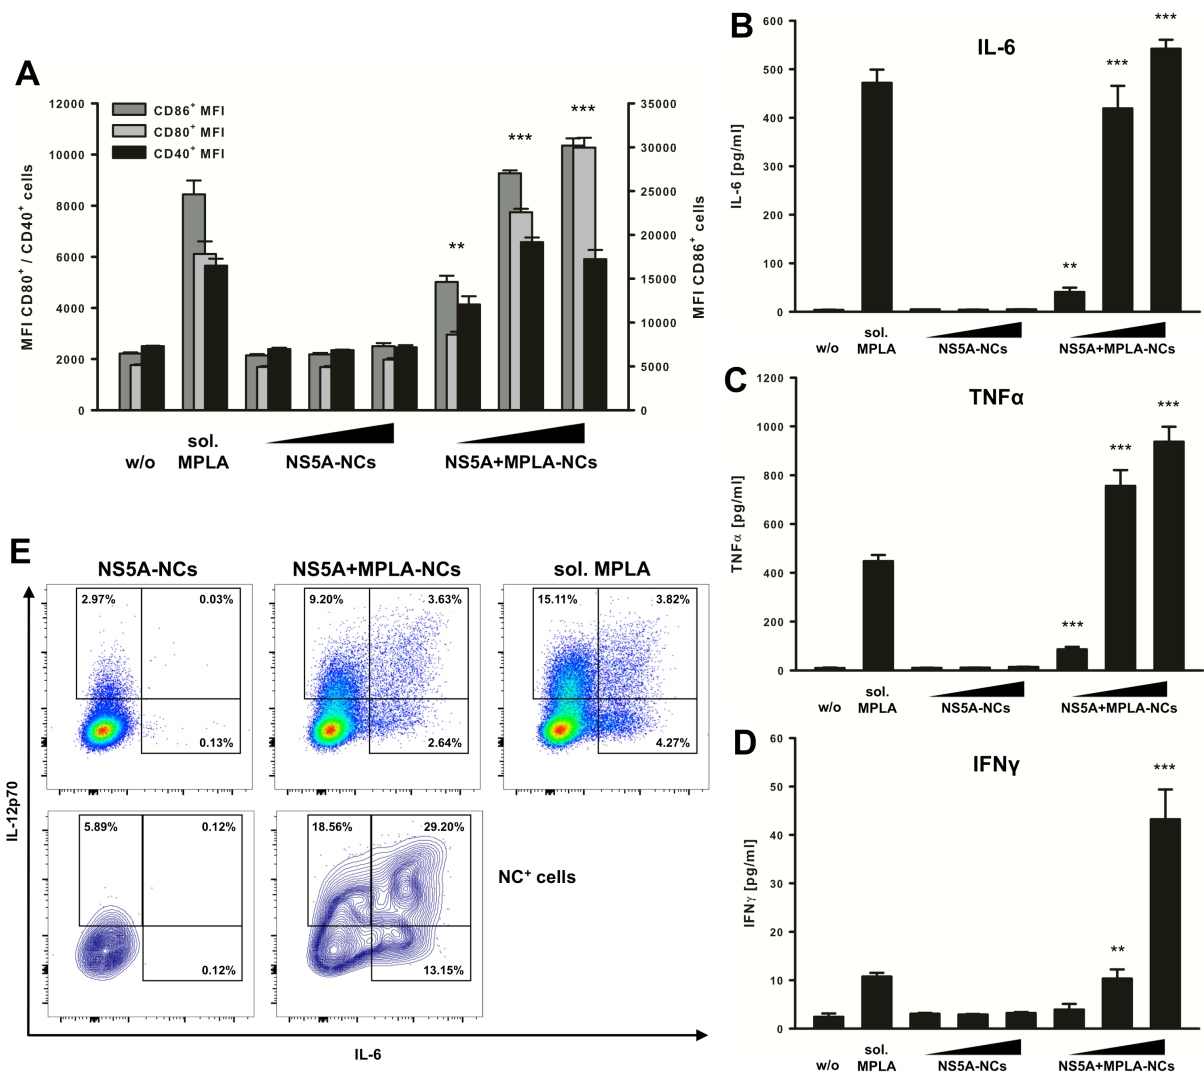 A
12000
10000
8000
6000
4000
2000
0
MFI CD80+ / CD40+ cells
CD86+ MFI
CD80+ MFI
CD40+ MFI
**
***
***
35000
30000
25000
20000
15000
10000
5000
0
MFI CD86+ cells
w/o
sol.
MPLA
NS5A-NCs
NS5A+MPLA-NCs
B
IL-6
600
500
400
300
200
100
0
IL-6 [pg/ml]
**
***
***
w/o
sol.
MPLA
NS5A-NCs
NS5A+MPLA-NCs
C
TNFα
1200
1000
800
600
400
200
0
TNFα [pg/ml]
***
***
***
w/o
sol.
MPLA
NS5A-NCs
NS5A+MPLA-NCs
D
IFNγ
60
50
40
30
20
10
0
IFNγ [pg/ml]
**
***
w/o
sol.
MPLA
NS5A-NCs
NS5A+MPLA-NCs
E
NS5A-NCs
NS5A+MPLA-NCs
sol. MPLA
2.97%
0.03%
0.13%
9.20%
3.63%
2.64%
15.11%
3.82%
4.27%
5.89%
0.12%
0.12%
18.56%
29.20%
13.15%
NC+ cells
IL-12p70
IL-6